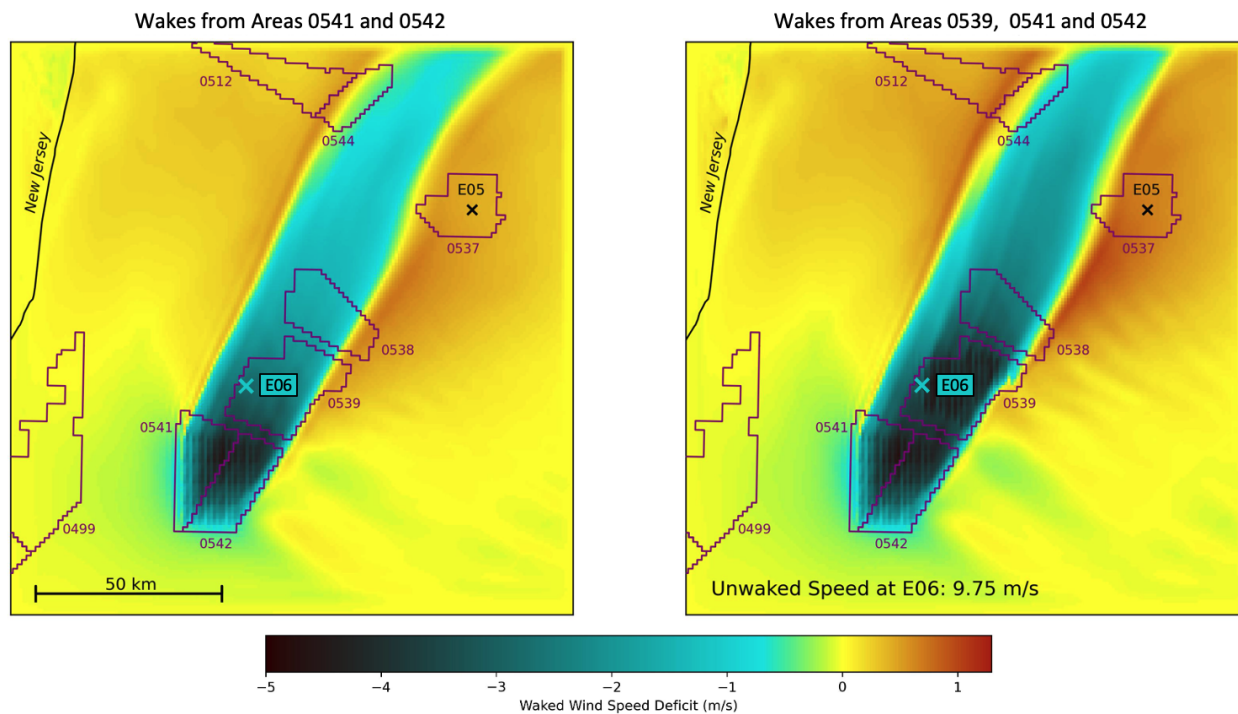 Wakes from Areas 0541 and 0542
Wakes from Areas 0539, 0541 and 0542
New Jersey
0512
0544
E05
0537
0538
E06
0539
0541
0499
0542
50 km
New Jersey
0512
0544
E05
0537
0538
E06
0539
0541
0499
0542
Unwaked Speed at E06: 9.75 m/s
−5 −4 −3 −2 −1 0 1
Waked Wind Speed Deficit (m/s)